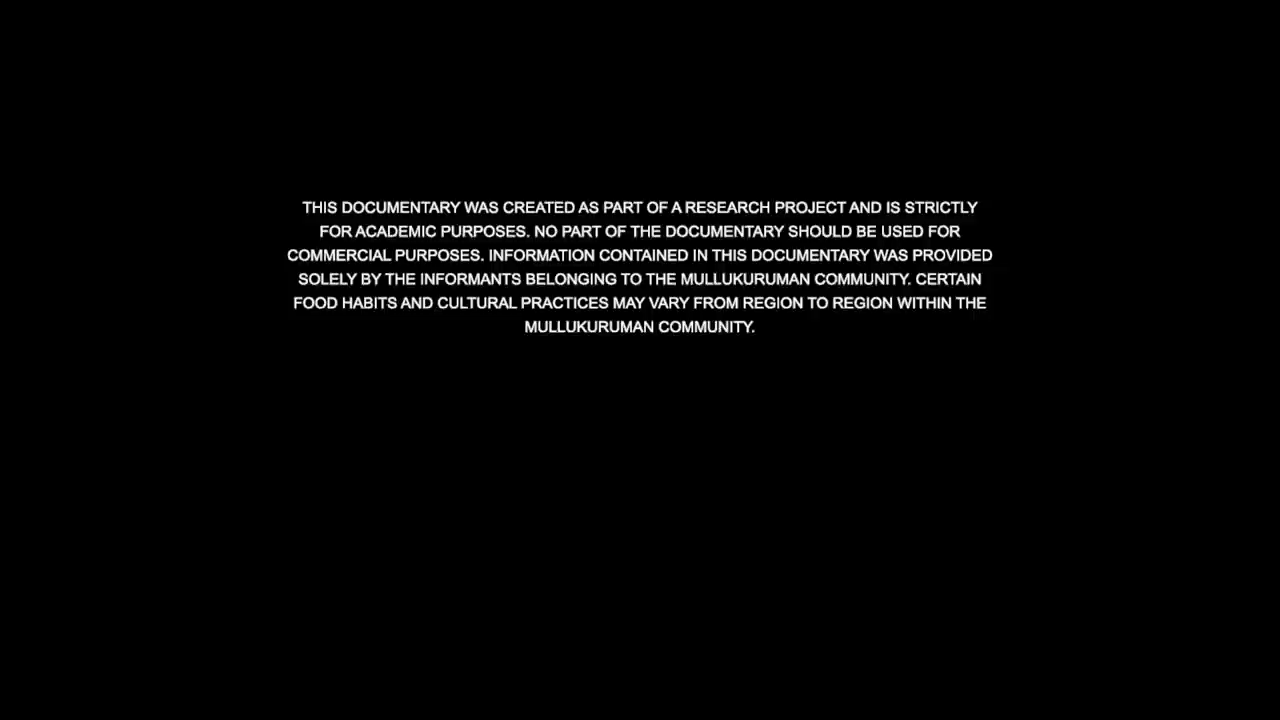 THIS DOCUMENTARY WAS CREATED AS PART OF A RESEARCH PROJECT AND IS STRICTLY
FOR ACADEMIC PURPOSES. NO PART OF THE DOCUMENTARY SHOULD BE USED FOR
COMMERCIAL PURPOSES. INFORMATION CONTAINED IN THIS DOCUMENTARY WAS PROVIDED
SOLELY BY THE INFORMANTS BELONGING TO THE MULLUKURUMAN COMMUNITY. CERTAIN
FOOD HABITS AND CULTURAL PRACTICES MAY VARY FROM REGION TO REGION WITHIN THE
MULLUKURUMAN COMMUNITY.